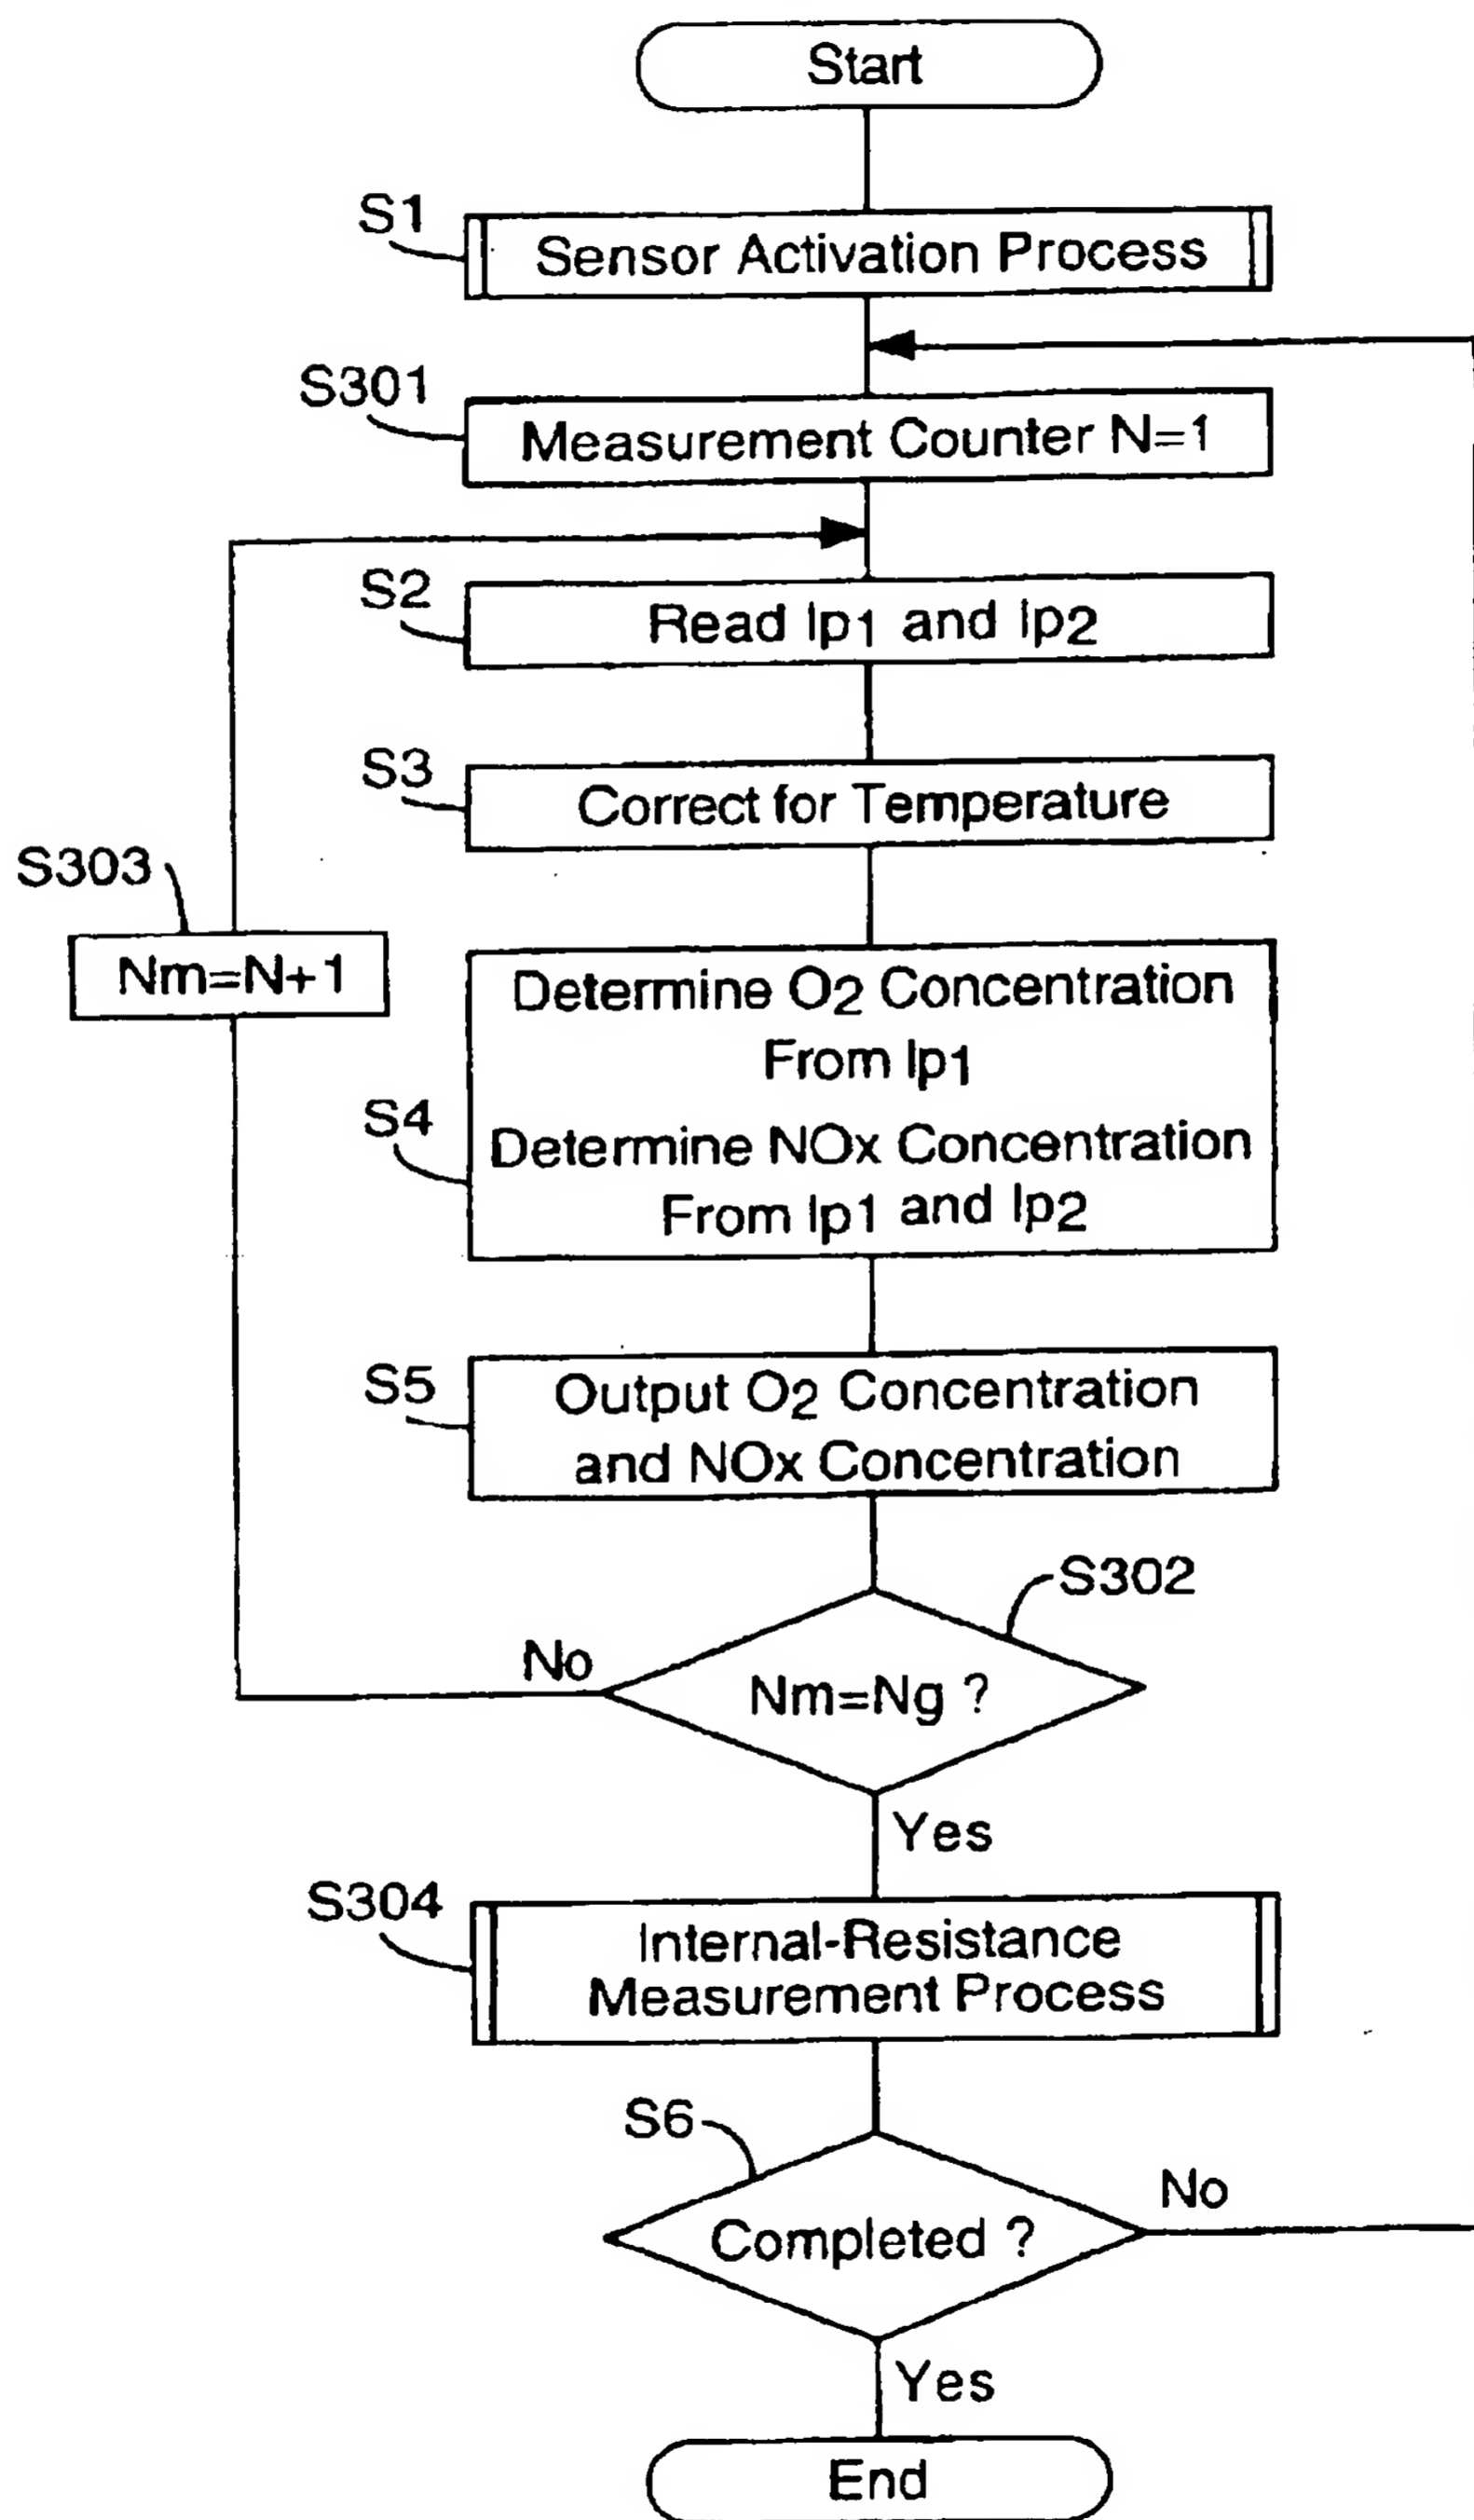 Start
S1
Sensor Activation Process
S301
Measurement Counter N=1
S2
Read Ip1 and Ip2
S3
Correct for Temperature
S303
Nm=N+1
Determine O2 Concentration
From Ip1
S4
Determine NOx Concentration
From Ip1 and Ip2
S5
Output O2 Concentration
and NOx Concentration
S302
No
Nm=Ng ?
Yes
S304
Internal-Resistance
Measurement Process
S6
No
Completed ?
Yes
End